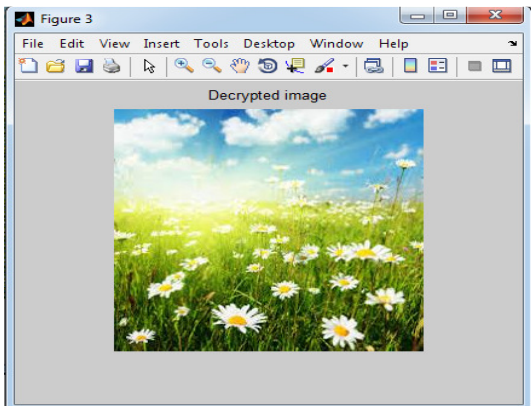 Figure 3
File Edit View Insert Tools Desktop Window Help
Decrypted image